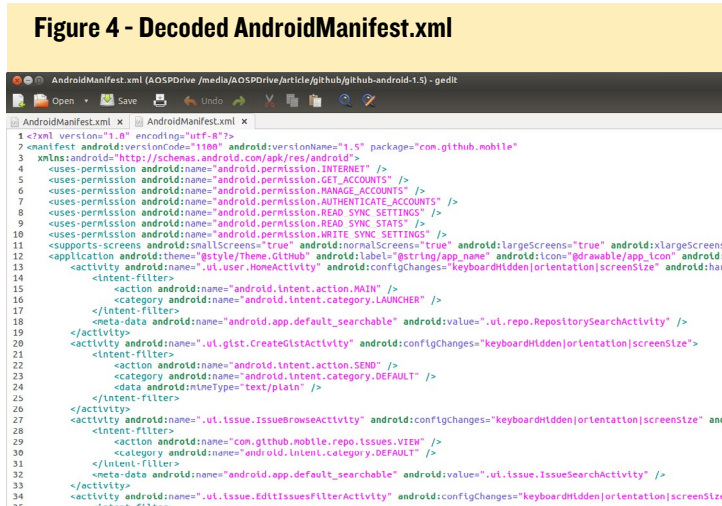 Figure 4 - Decoded AndroidManifest.xml
AndroidManifest.xml (AOSPDrive /media/AOSPDrive/article/github/github-android-1.5) - gedit
Open Save Undo
AndroidManifest.xml × AndroidManifest.xml ×
1 <?xml version="1.0" encoding="utf-8"?>
2 <manifest android:versionCode="1100" android:versionName="1.5" package="com.github.mobile"
3 xmlns:android="http://schemas.android.com/apk/res/android">
4 <uses-permission android:name="android.permission.INTERNET" />
5 <uses-permission android:name="android.permission.GET_ACCOUNTS" />
6 <uses-permission android:name="android.permission.MANAGE_ACCOUNTS" />
7 <uses-permission android:name="android.permission.AUTHENTICATE_ACCOUNTS" />
8 <uses-permission android:name="android.permission.READ_SYNC_SETTINGS" />
9 <uses-permission android:name="android.permission.READ_SYNC_STATS" />
10 <uses-permission android:name="android.permission.WRITE_SYNC_SETTINGS" />
11 <supports-screens android:smallScreens="true" android:normalScreens="true" android:largeScreens="true" android:xlargeScreens
12 <application android:theme="@style/Theme.GitHub" android:label="@string/app_name" android:icon="@drawable/app_icon" android:
13 <activity android:name=".ui.user.HomeActivity" android:configChanges="keyboardHidden|orientation|screenSize" android:har
14 <intent-filter>
15 <action android:name="android.intent.action.MAIN" />
16 <category android:name="android.intent.category.LAUNCHER" />
17 </intent-filter>
18 <meta-data android:name="android.app.default_searchable" android:value=".ui.repo.RepositorySearchActivity" />
19 </activity>
20 <activity android:name=".ui.gist.CreateGistActivity" android:configChanges="keyboardHidden|orientation|screenSize">
21 <intent-filter>
22 <action android:name="android.intent.action.SEND" />
23 <category android:name="android.intent.category.DEFAULT" />
24 <data android:mimeType="text/plain" />
25 </intent-filter>
26 </activity>
27 <activity android:name=".ui.issue.IssueBrowseActivity" android:configChanges="keyboardHidden|orientation|screenSize" an
28 <intent-filter>
29 <action android:name="com.github.mobile.repo.issues.VIEW" />
30 <category android:name="android.intent.category.DEFAULT" />
31 </intent-filter>
32 <meta-data android:name="android.app.default_searchable" android:value=".ui.issue.IssueSearchActivity" />
33 </activity>
34 <activity android:name=".ui.issue.EditIssuesFilterActivity" android:configChanges="keyboardHidden|orientation|screenSize